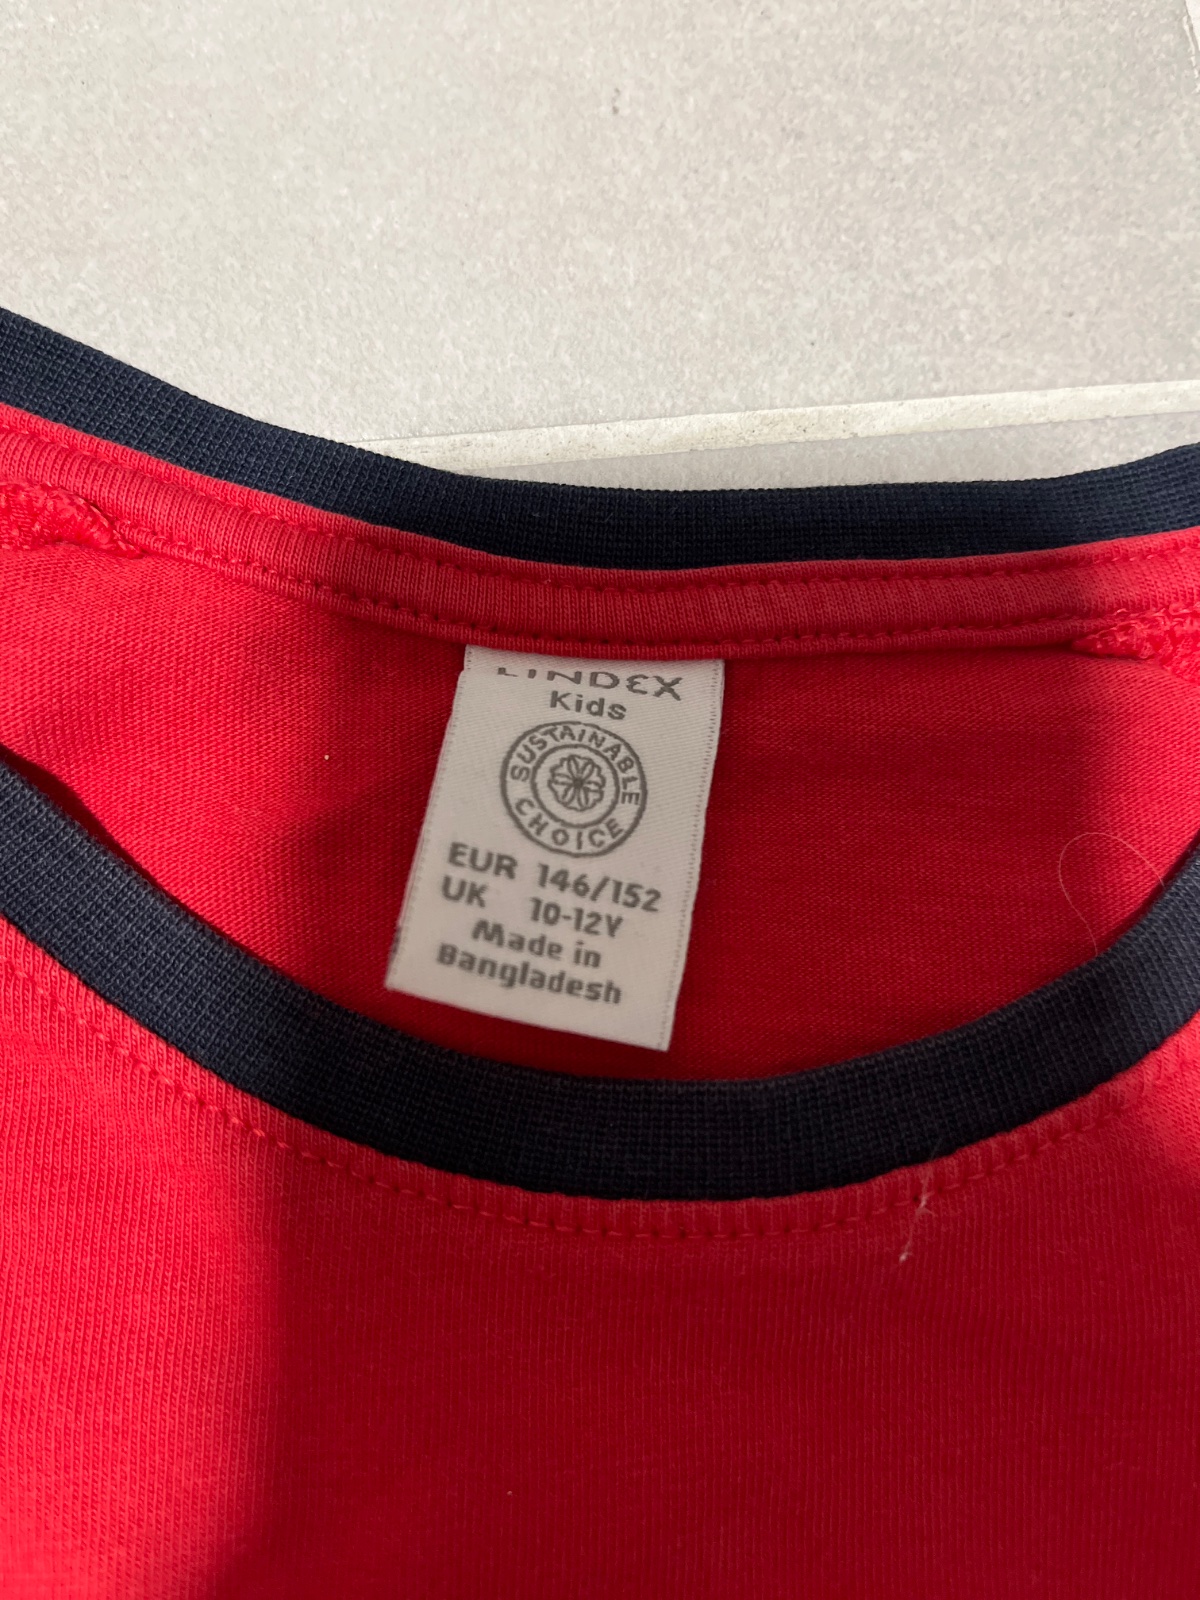 LINDEX
Kids
SUSTAINABLE
CHOICE
EUR 146/152
UK 10-12Y
Made in
Bangladesh